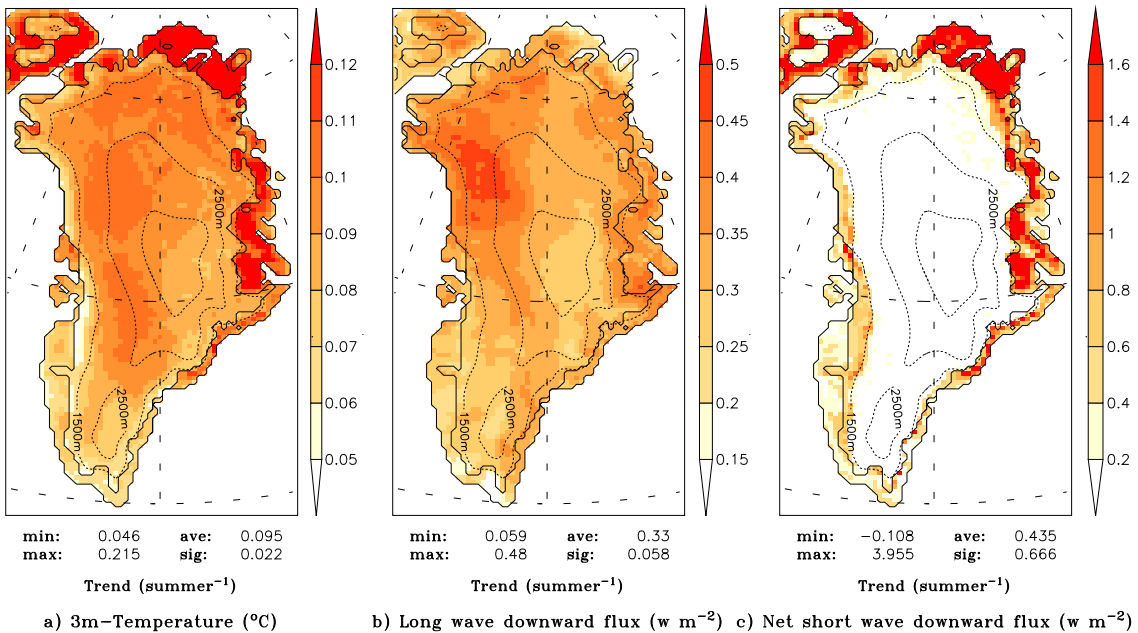 0.12
0.11
0.1
0.09
0.08
0.07
0.06
0.05
2500m
2500m
1500m
0.5
0.45
0.4
0.35
0.3
0.25
0.2
0.15
2500m
2500m
1500m
1.6
1.4
1.2
1
0.8
0.6
0.4
0.2
2500m
2500m
1500m
min: 0.046 ave: 0.095
max: 0.215 sig: 0.022
Trend (summer⁻¹)
a) 3m−Temperature (°C)
min: 0.059 ave: 0.33
max: 0.48 sig: 0.058
Trend (summer⁻¹)
b) Long wave downward flux (w m⁻²)
min: −0.108 ave: 0.435
max: 3.955 sig: 0.666
Trend (summer⁻¹)
c) Net short wave downward flux (w m⁻²)